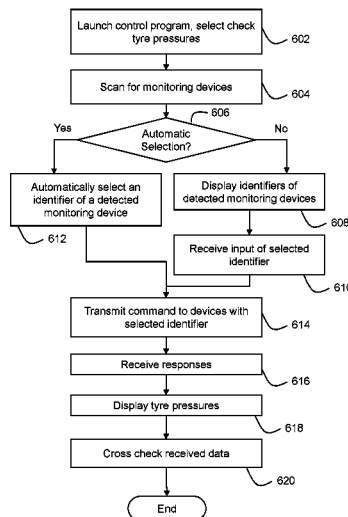 Launch control program, select check
tyre pressures
602
Scan for monitoring devices
604
606
Yes
Automatic
Selection?
No
Automatically select an
identifier of a detected
monitoring device
612
Display identifiers of
detected monitoring devices
608
Receive input of selected
identifier
610
Transmit command to devices with
selected identifier
614
Receive responses
616
Display tyre pressures
618
Cross check received data
620
End